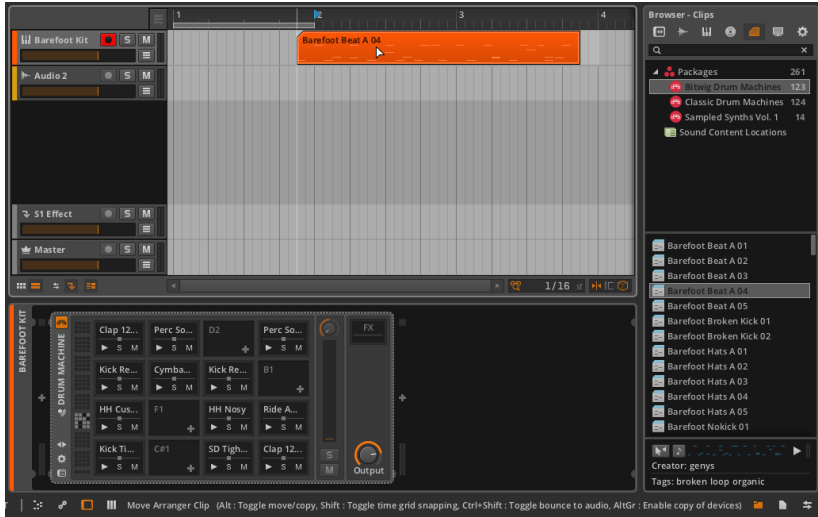 1 2 3 4
Barefoot Kit S M
Barefoot Beat A 04
Audio 2 S M
S1 Effect S M
Master S M
1/16
Browser - Clips
Packages 261
Bitwig Drum Machines 123
Classic Drum Machines 124
Sampled Synths Vol. 1 14
Sound Content Locations
Barefoot Beat A 01
Barefoot Beat A 02
Barefoot Beat A 03
Barefoot Beat A 04
Barefoot Beat A 05
Barefoot Broken Kick 01
Barefoot Broken Kick 02
Barefoot Hats A 01
Barefoot Hats A 02
Barefoot Hats A 03
Barefoot Hats A 04
Barefoot Hats A 05
Barefoot Nokick 01
Creator: genys
Tags: broken loop organic
BAREFOOT KIT
DRUM MACHINE
Clap 12... Perc So... D2 Perc So...
S M S M S M
Kick Re... Cymba... Kick Re... B1
S M S M S M
HH Cus... F1 HH Nosy Ride A...
S M S M S M
Kick Ti... C#1 SD Tigh... Clap 12...
S M S M S M
S
M
FX
Output
r Move Arranger Clip (Alt : Toggle move/copy, Shift : Toggle time grid snapping, Ctrl+Shift : Toggle bounce to audio, AltGr : Enable copy of devices)